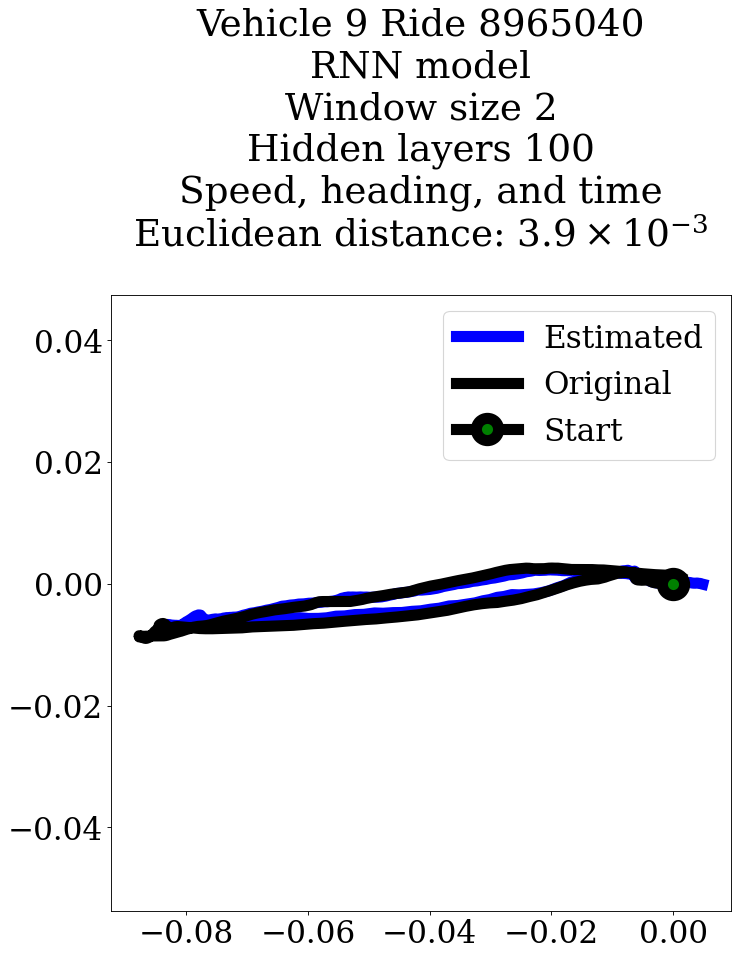 Vehicle 9 Ride 8965040
RNN model
Window size 2
Hidden layers 100
Speed, heading, and time
Euclidean distance: 3.9 × 10⁻³
Estimated
Original
Start
0.04
0.02
0.00
−0.02
−0.04
−0.08 −0.06 −0.04 −0.02 0.00